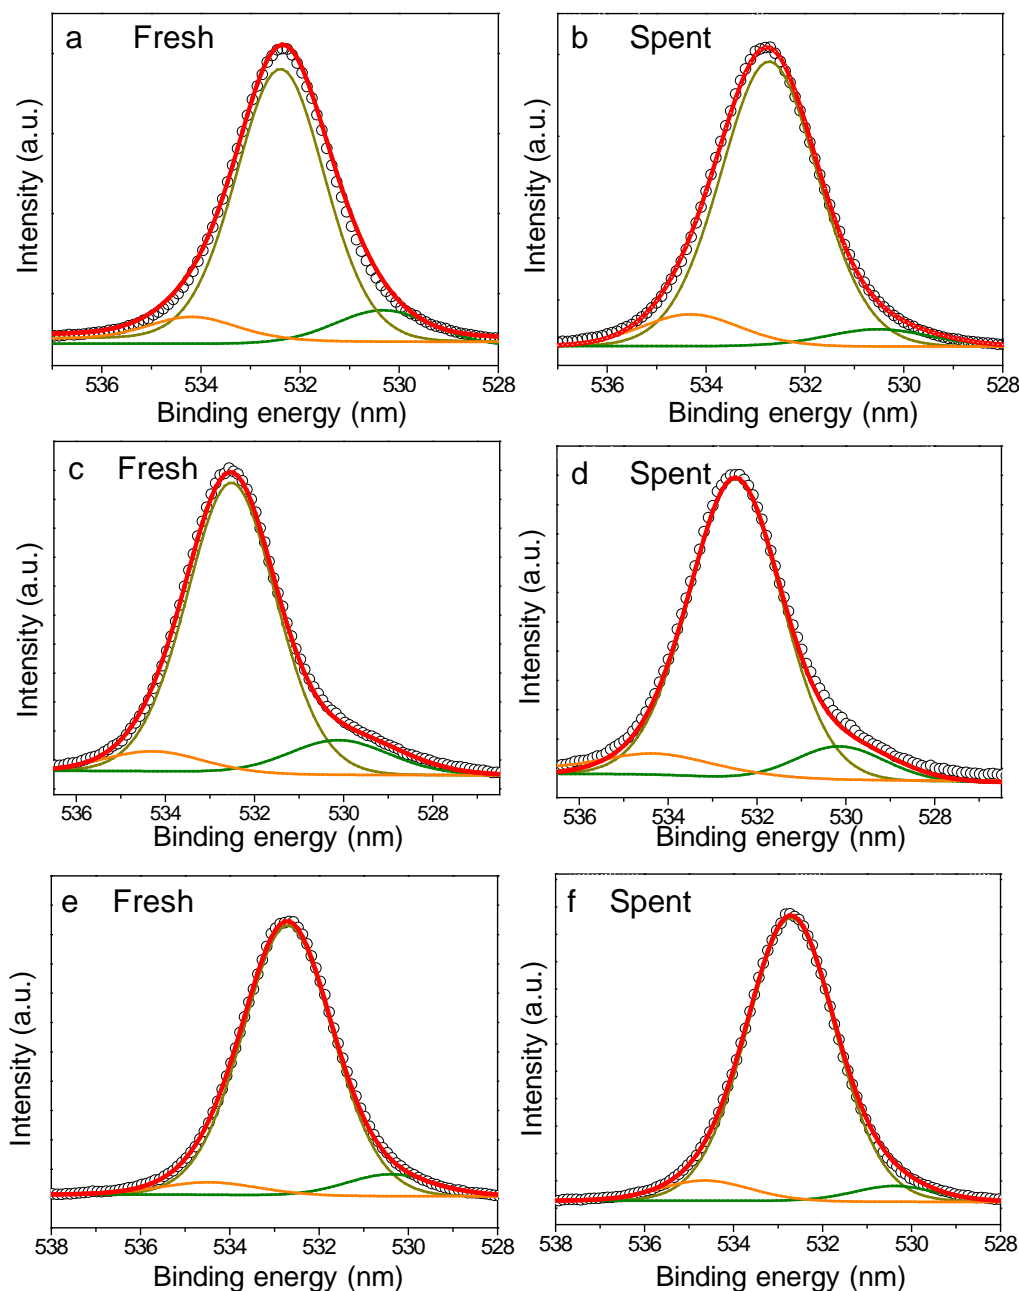 a Fresh
Intensity (a.u.)
536 534 532 530 528
Binding energy (nm)
b Spent
Intensity (a.u.)
536 534 532 530 528
Binding energy (nm)
c Fresh
Intensity (a.u.)
536 534 532 530 528
Binding energy (nm)
d Spent
Intensity (a.u.)
536 534 532 530 528
Binding energy (nm)
e Fresh
Intensity (a.u.)
538 536 534 532 530 528
Binding energy (nm)
f Spent
Intensity (a.u.)
538 536 534 532 530 528
Binding energy (nm)